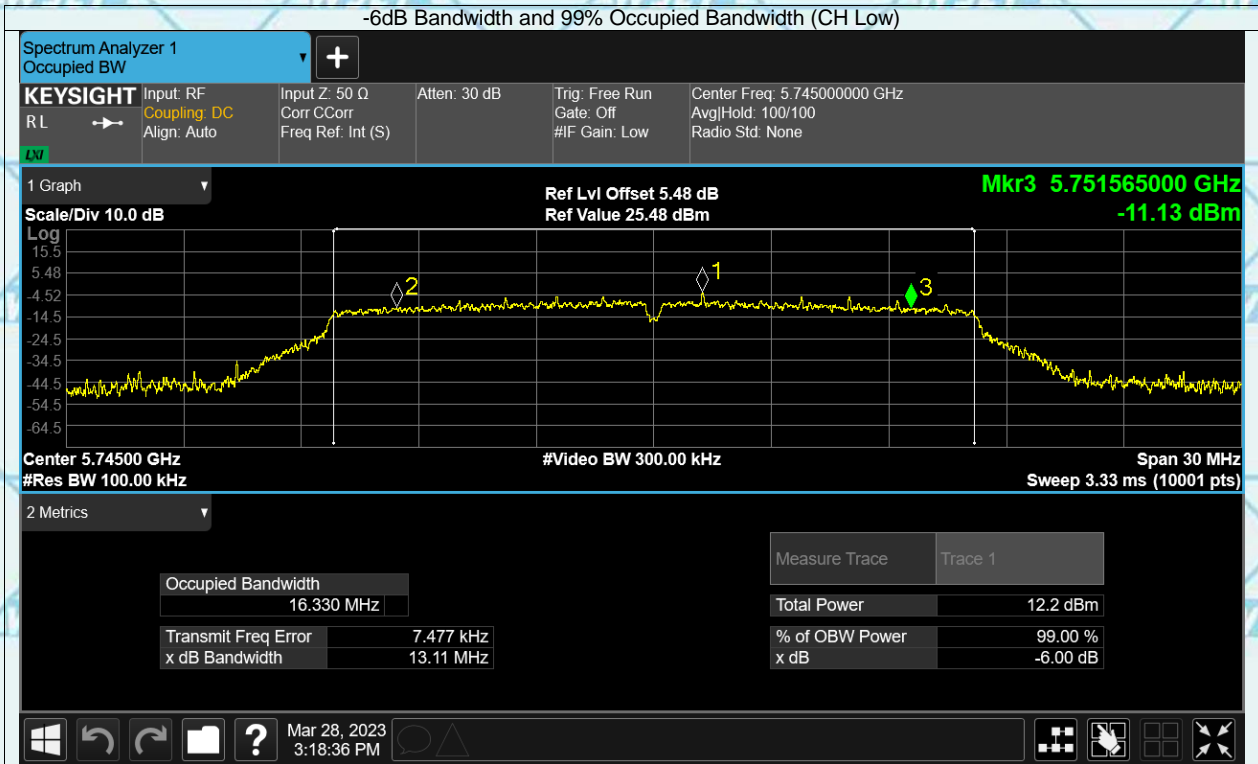 -6dB Bandwidth and 99% Occupied Bandwidth (CH Low)
Spectrum Analyzer 1
Occupied BW
KEYSIGHT
R L
LXI
Input: RF
Coupling: DC
Align: Auto
Input Z: 50 Ω
Corr CCorr
Freq Ref: Int (S)
Atten: 30 dB
Trig: Free Run
Gate: Off
#IF Gain: Low
Center Freq: 5.745000000 GHz
Avg|Hold: 100/100
Radio Std: None
1 Graph
Scale/Div 10.0 dB
Ref Lvl Offset 5.48 dB
Ref Value 25.48 dBm
Mkr3 5.751565000 GHz
-11.13 dBm
Log
15.5
5.48
-4.52
-14.5
-24.5
-34.5
-44.5
-54.5
-64.5
2
1
3
Center 5.74500 GHz
#Res BW 100.00 kHz
#Video BW 300.00 kHz
Span 30 MHz
Sweep 3.33 ms (10001 pts)
2 Metrics
Occupied Bandwidth
16.330 MHz
Transmit Freq Error 7.477 kHz
x dB Bandwidth 13.11 MHz
Measure Trace Trace 1
Total Power 12.2 dBm
% of OBW Power 99.00 %
x dB -6.00 dB
?
Mar 28, 2023
3:18:36 PM